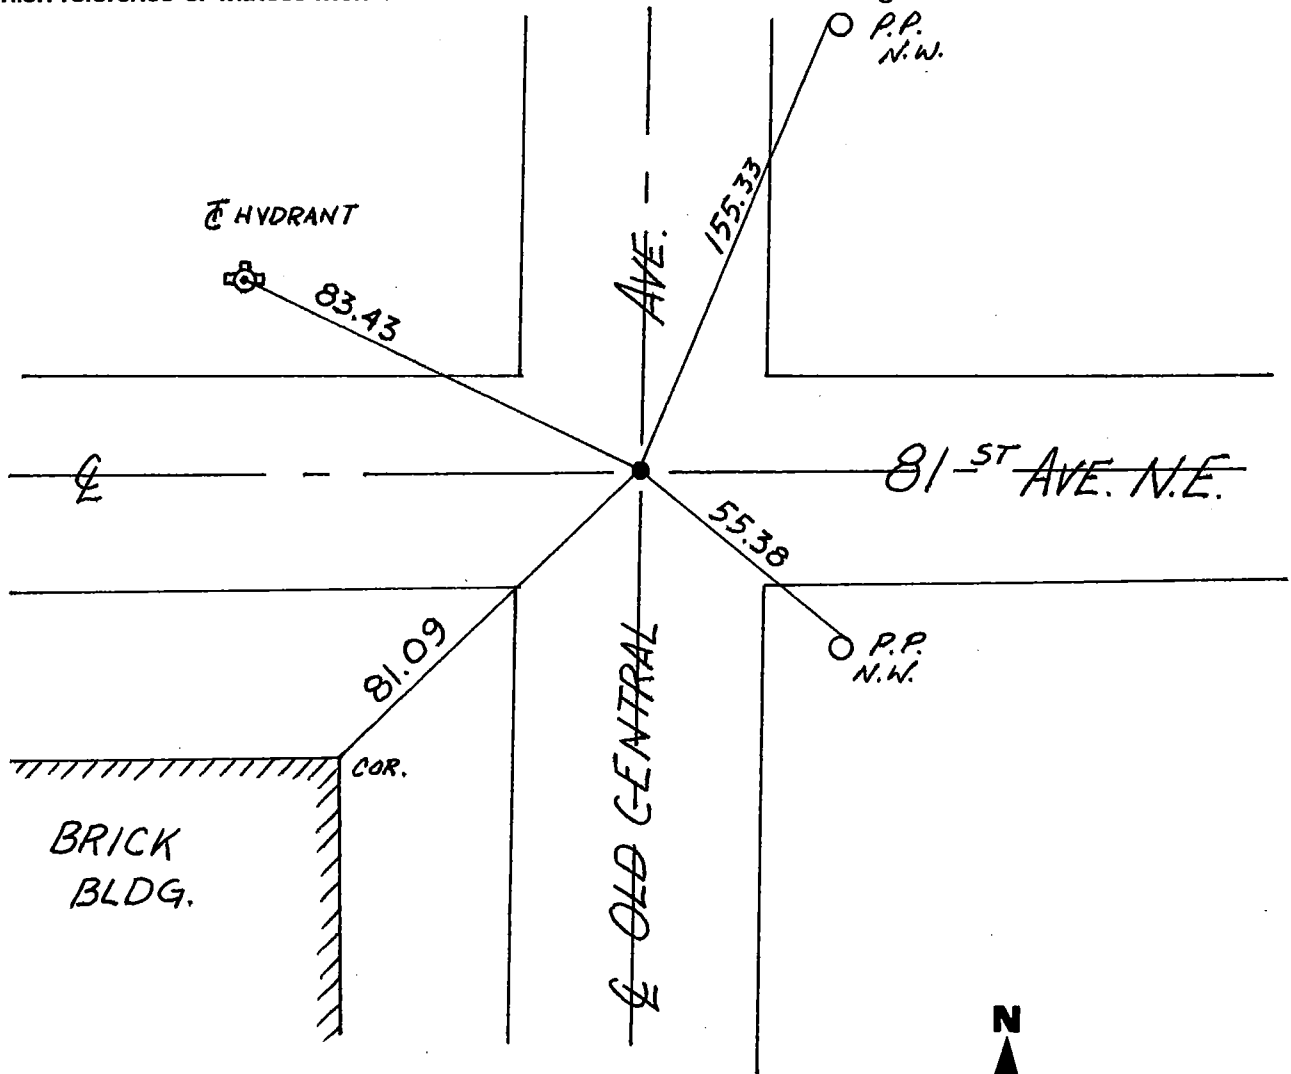 P.P.
N.W.
155.33
AVE.
HYDRANT
83.43
℄
81ST AVE. N.E.
55.38
P.P.
N.W.
81.09
COR.
BRICK
BLDG.
℄ OLD CENTRAL
N